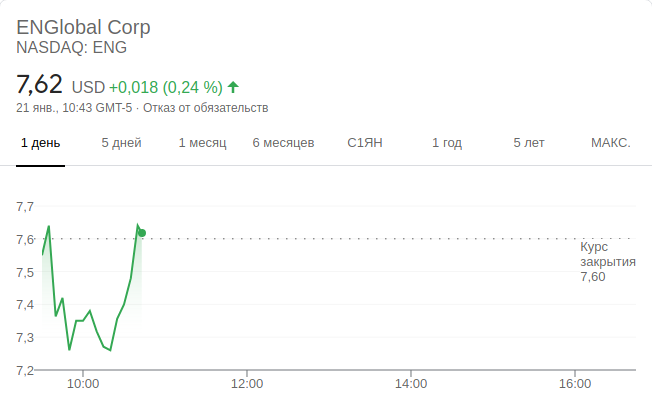 ENGlobal Corp
NASDAQ: ENG
7,62 USD +0,018 (0,24 %)
21 янв., 10:43 GMT-5 · Отказ от обязательств
1 день 5 дней 1 месяц 6 месяцев С1ЯН 1 год 5 лет МАКС.
7,7
7,6
7,5
7,4
7,3
7,2
Курс
закрытия
7,60
10:00 12:00 14:00 16:00